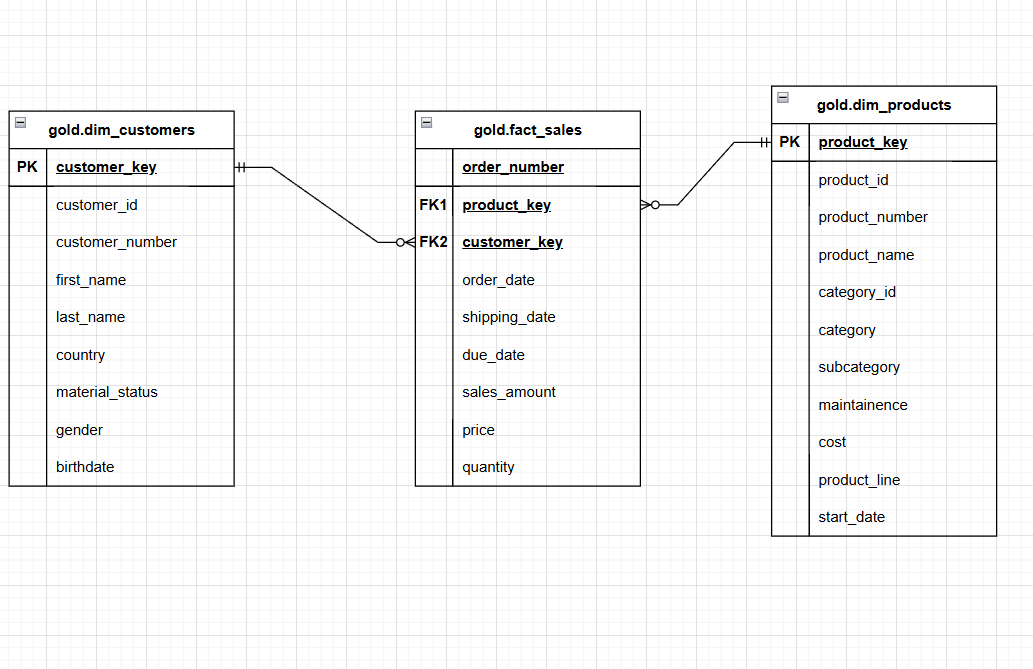 gold.dim_customers
PK customer_key
customer_id
customer_number
first_name
last_name
country
material_status
gender
birthdate
gold.fact_sales
order_number
FK1 product_key
FK2 customer_key
order_date
shipping_date
due_date
sales_amount
price
quantity
gold.dim_products
PK product_key
product_id
product_number
product_name
category_id
category
subcategory
maintainence
cost
product_line
start_date